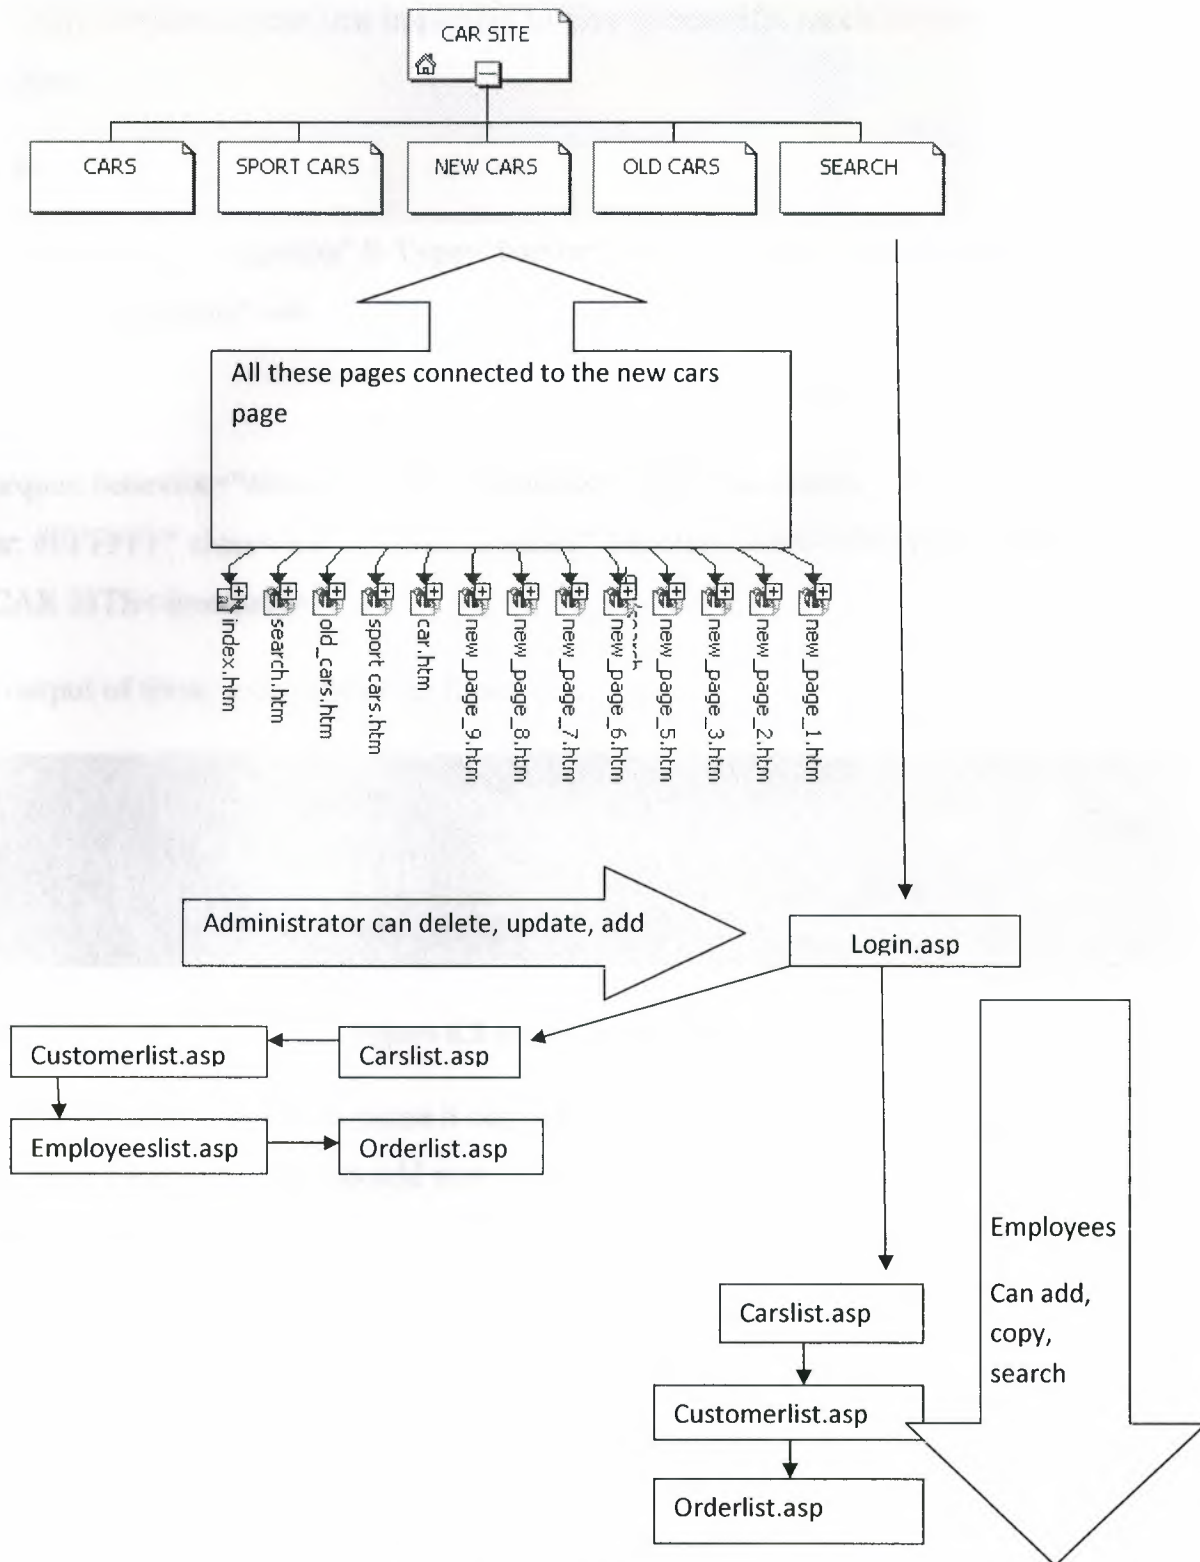 CAR SITE
CARS
SPORT CARS
NEW CARS
OLD CARS
SEARCH
All these pages connected to the new cars
page
index.htm
search.htm
old_cars.htm
sport cars.htm
car.htm
new_page_9.htm
new_page_8.htm
new_page_7.htm
new_page_6.htm
search
new_page_5.htm
new_page_3.htm
new_page_2.htm
new_page_1.htm
Administrator can delete, update, add
Login.asp
Customerlist.asp
Carslist.asp
Employeeslist.asp
Orderlist.asp
Employees
Can add,
copy,
search
Carslist.asp
Customerlist.asp
Orderlist.asp